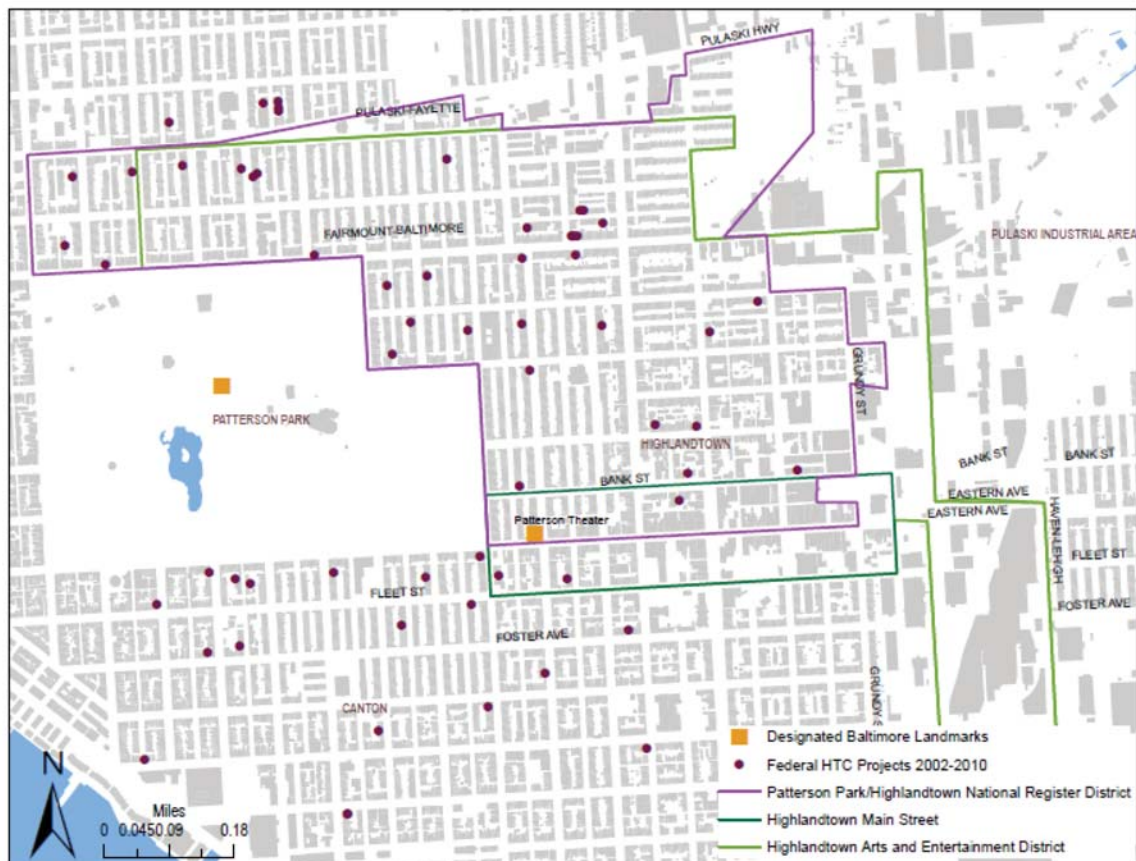 PULASKI HWY
PULASKI-FAYETTE
FAIRMOUNT-BALTIMORE
PULASKI INDUSTRIAL AREA
GRUNDY ST
PATTERSON PARK
HIGHLANDTOWN
BANK ST
BANK ST
BANK ST
EASTERN AVE
EASTERN AVE
HAVEN-LEHIGH
Patterson Theater
FLEET ST
FLEET ST
FOSTER AVE
FOSTER AVE
GRUNDY S
CANTON
N
Miles
0 0.0450.09 0.18
Designated Baltimore Landmarks
Federal HTC Projects 2002-2010
Patterson Park/Highlandtown National Register District
Highlandtown Main Street
Highlandtown Arts and Entertainment District